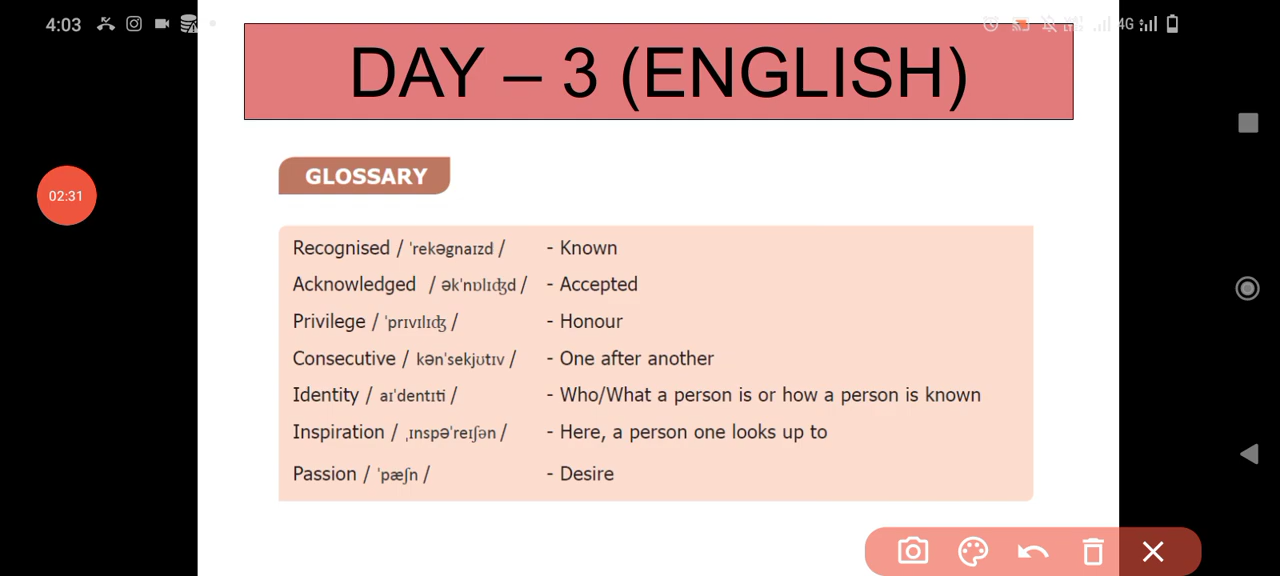 4:03
4G
DAY – 3 (ENGLISH)
GLOSSARY
02:31
Recognised / ˈrekəgnaɪzd / - Known
Acknowledged / əkˈnɒlɪʤd / - Accepted
Privilege / ˈprɪvɪlɪʤ / - Honour
Consecutive / kənˈsekjʊtɪv / - One after another
Identity / aɪˈdentɪti / - Who/What a person is or how a person is known
Inspiration / ˌɪnspəˈreɪʃən / - Here, a person one looks up to
Passion / ˈpæʃn / - Desire